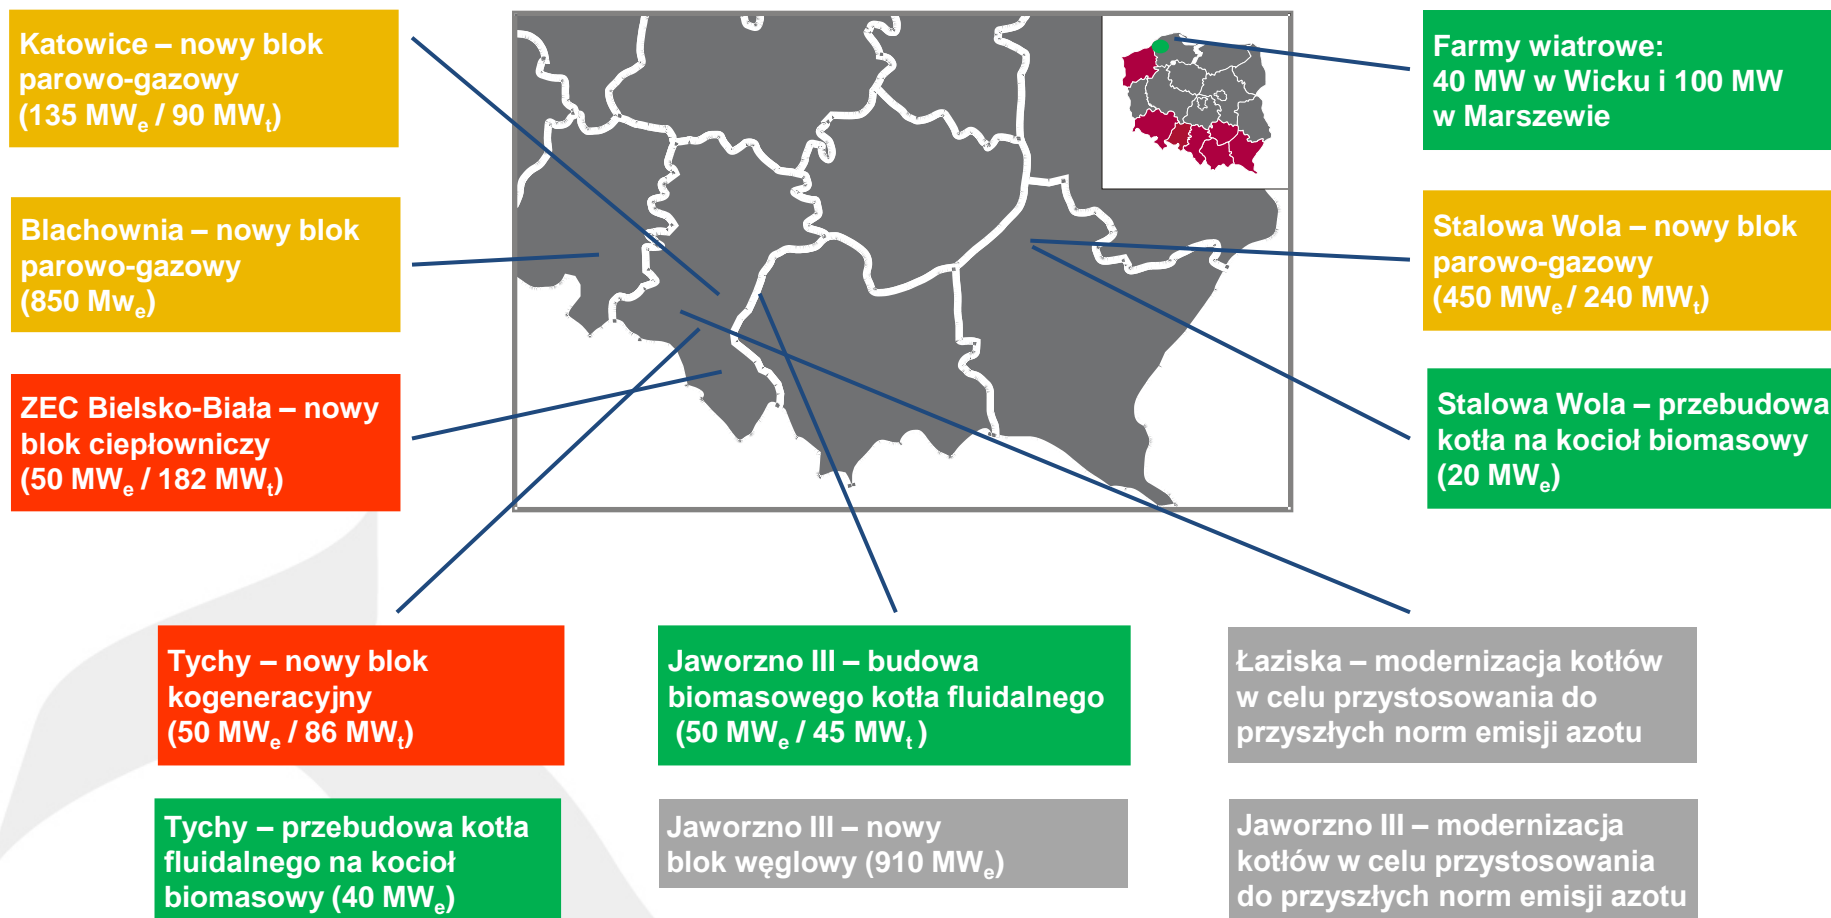 Katowice – nowy blok
parowo-gazowy
(135 MWe / 90 MWt)
Blachownia – nowy blok
parowo-gazowy
(850 Mwe)
ZEC Bielsko-Biała – nowy
blok ciepłowniczy
(50 MWe / 182 MWt)
Farmy wiatrowe:
40 MW w Wicku i 100 MW
w Marszewie
Stalowa Wola – nowy blok
parowo-gazowy
(450 MWe / 240 MWt)
Stalowa Wola – przebudowa
kotła na kocioł biomasowy
(20 MWe)
Tychy – nowy blok
kogeneracyjny
(50 MWe / 86 MWt)
Jaworzno III – budowa
biomasowego kotła fluidalnego
(50 MWe / 45 MWt )
Łaziska – modernizacja kotłów
w celu przystosowania do
przyszłych norm emisji azotu
Tychy – przebudowa kotła
fluidalnego na kocioł
biomasowy (40 MWe)
Jaworzno III – nowy
blok węglowy (910 MWe)
Jaworzno III – modernizacja
kotłów w celu przystosowania
do przyszłych norm emisji azotu